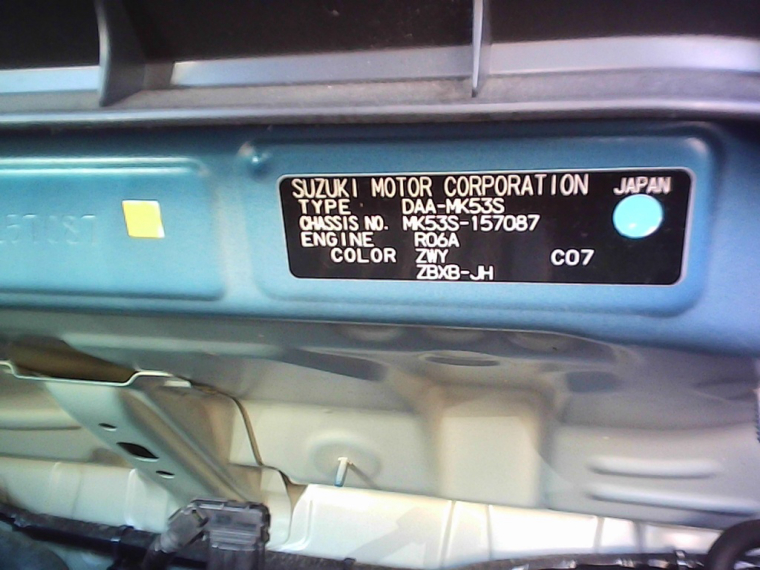 SUZUKI MOTOR CORPORATION JAPAN
TYPE DAA-MK53S
CHASSIS NO. MK53S-157087
ENGINE R06A
COLOR ZWY C07
ZBXB-JH